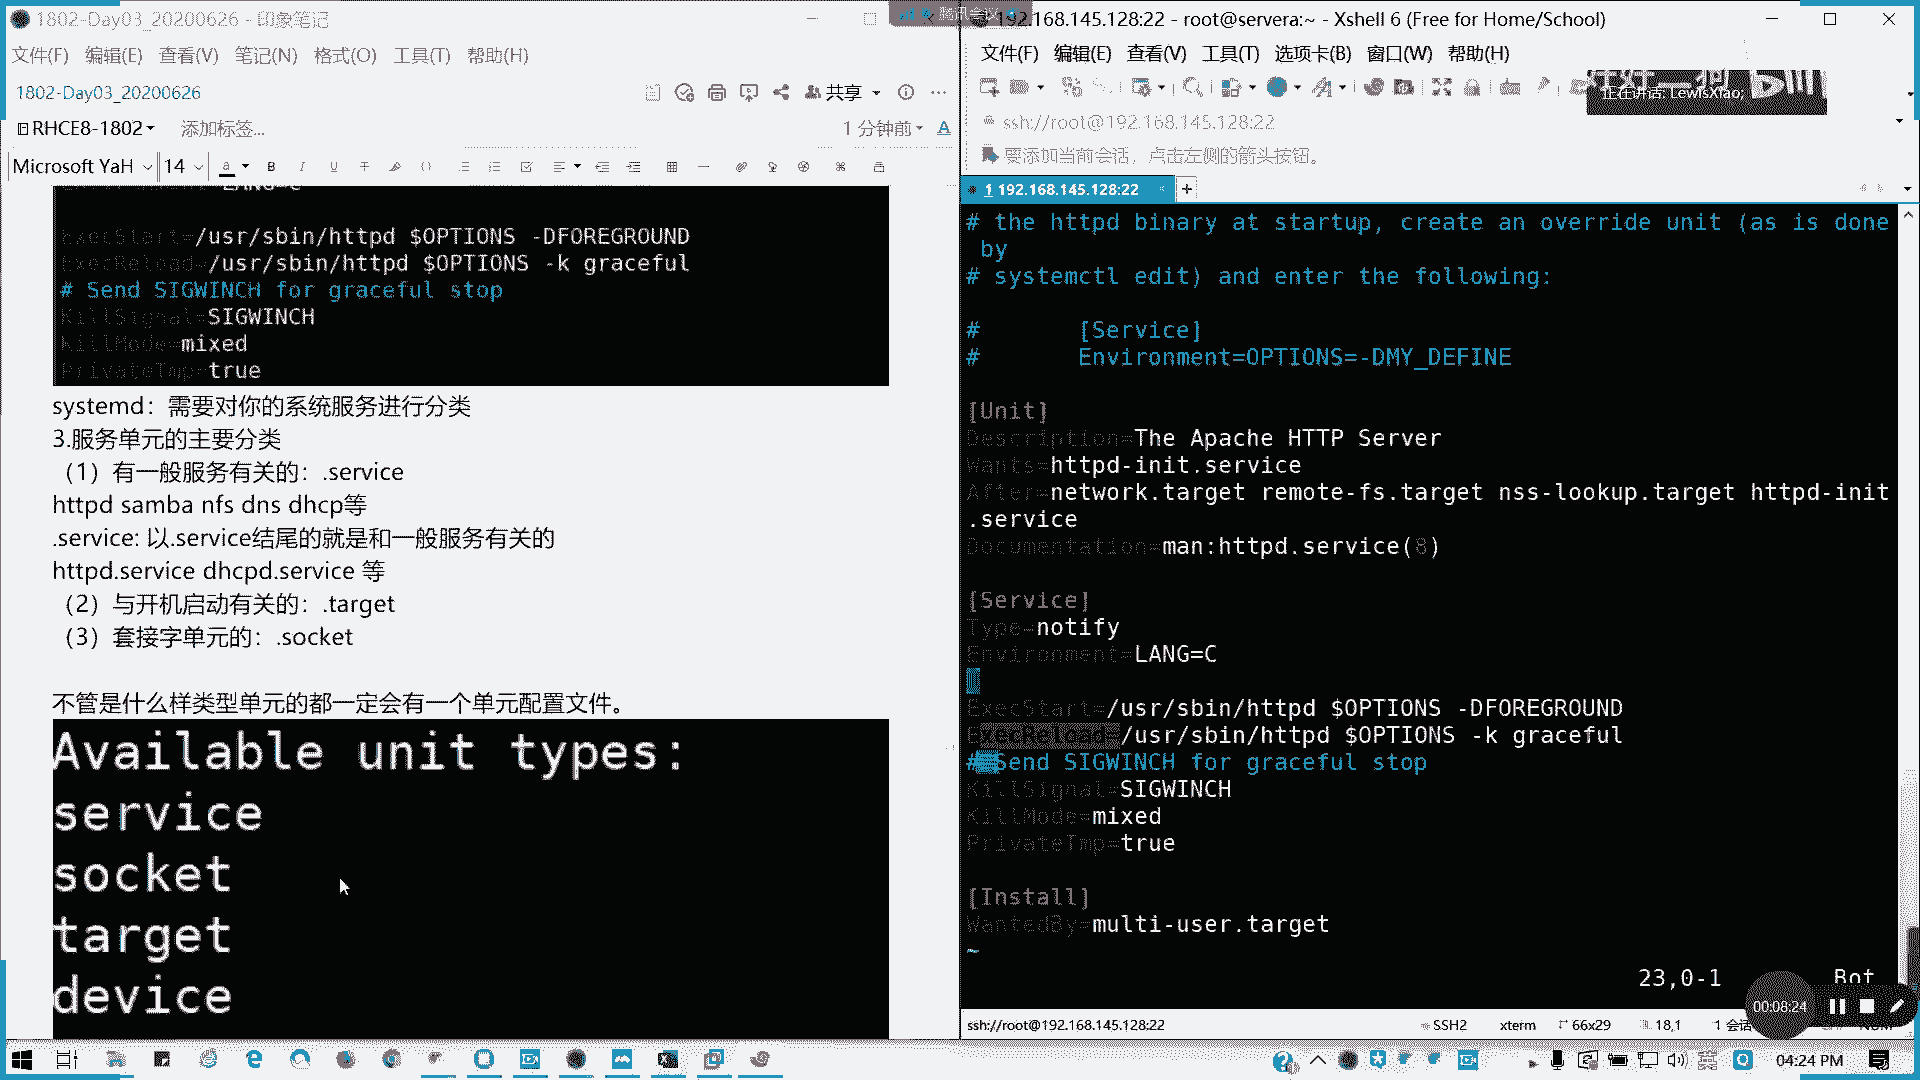 1802-Day03_20200626 - 印象笔记
文件(F) 编辑(E) 查看(V) 笔记(N) 格式(O) 工具(T) 帮助(H)
1802-Day03_20200626
共享
RHCE8-1802 添加标签...
1 分钟前
Microsoft YaH 14
ExecStart=/usr/sbin/httpd $OPTIONS -DFOREGROUND
ExecReload=/usr/sbin/httpd $OPTIONS -k graceful
# Send SIGWINCH for graceful stop
KillSignal=SIGWINCH
KillMode=mixed
PrivateTmp=true
systemd：需要对你的系统服务进行分类
3.服务单元的主要分类
（1）有一般服务有关的：.service
httpd samba nfs dns dhcp等
.service: 以.service结尾的就是和一般服务有关的
httpd.service dhcpd.service 等
（2）与开机启动有关的：.target
（3）套接字单元的：.socket
不管是什么样类型单元的都一定会有一个单元配置文件。
Available unit types:
service
socket
target
device
腾讯会议
192.168.145.128:22 - root@servera:~ - Xshell 6 (Free for Home/School)
文件(F) 编辑(E) 查看(V) 工具(T) 选项卡(B) 窗口(W) 帮助(H)
正在讲话: LewisXiao;
ssh://root@192.168.145.128:22
要添加当前会话，点击左侧的箭头按钮。
1 192.168.145.128:22
# the httpd binary at startup, create an override unit (as is done
by
# systemctl edit) and enter the following:
# [Service]
# Environment=OPTIONS=-DMY_DEFINE
[Unit]
Description=The Apache HTTP Server
Wants=httpd-init.service
After=network.target remote-fs.target nss-lookup.target httpd-init
.service
Documentation=man:httpd.service(8)
[Service]
Type=notify
Environment=LANG=C
ExecStart=/usr/sbin/httpd $OPTIONS -DFOREGROUND
ExecReload=/usr/sbin/httpd $OPTIONS -k graceful
# Send SIGWINCH for graceful stop
KillSignal=SIGWINCH
KillMode=mixed
PrivateTmp=true
[Install]
WantedBy=multi-user.target
~
23,0-1 Bot
00:08:24
ssh://root@192.168.145.128:22 SSH2 xterm 66x29 18,1 1 会话
04:24 PM